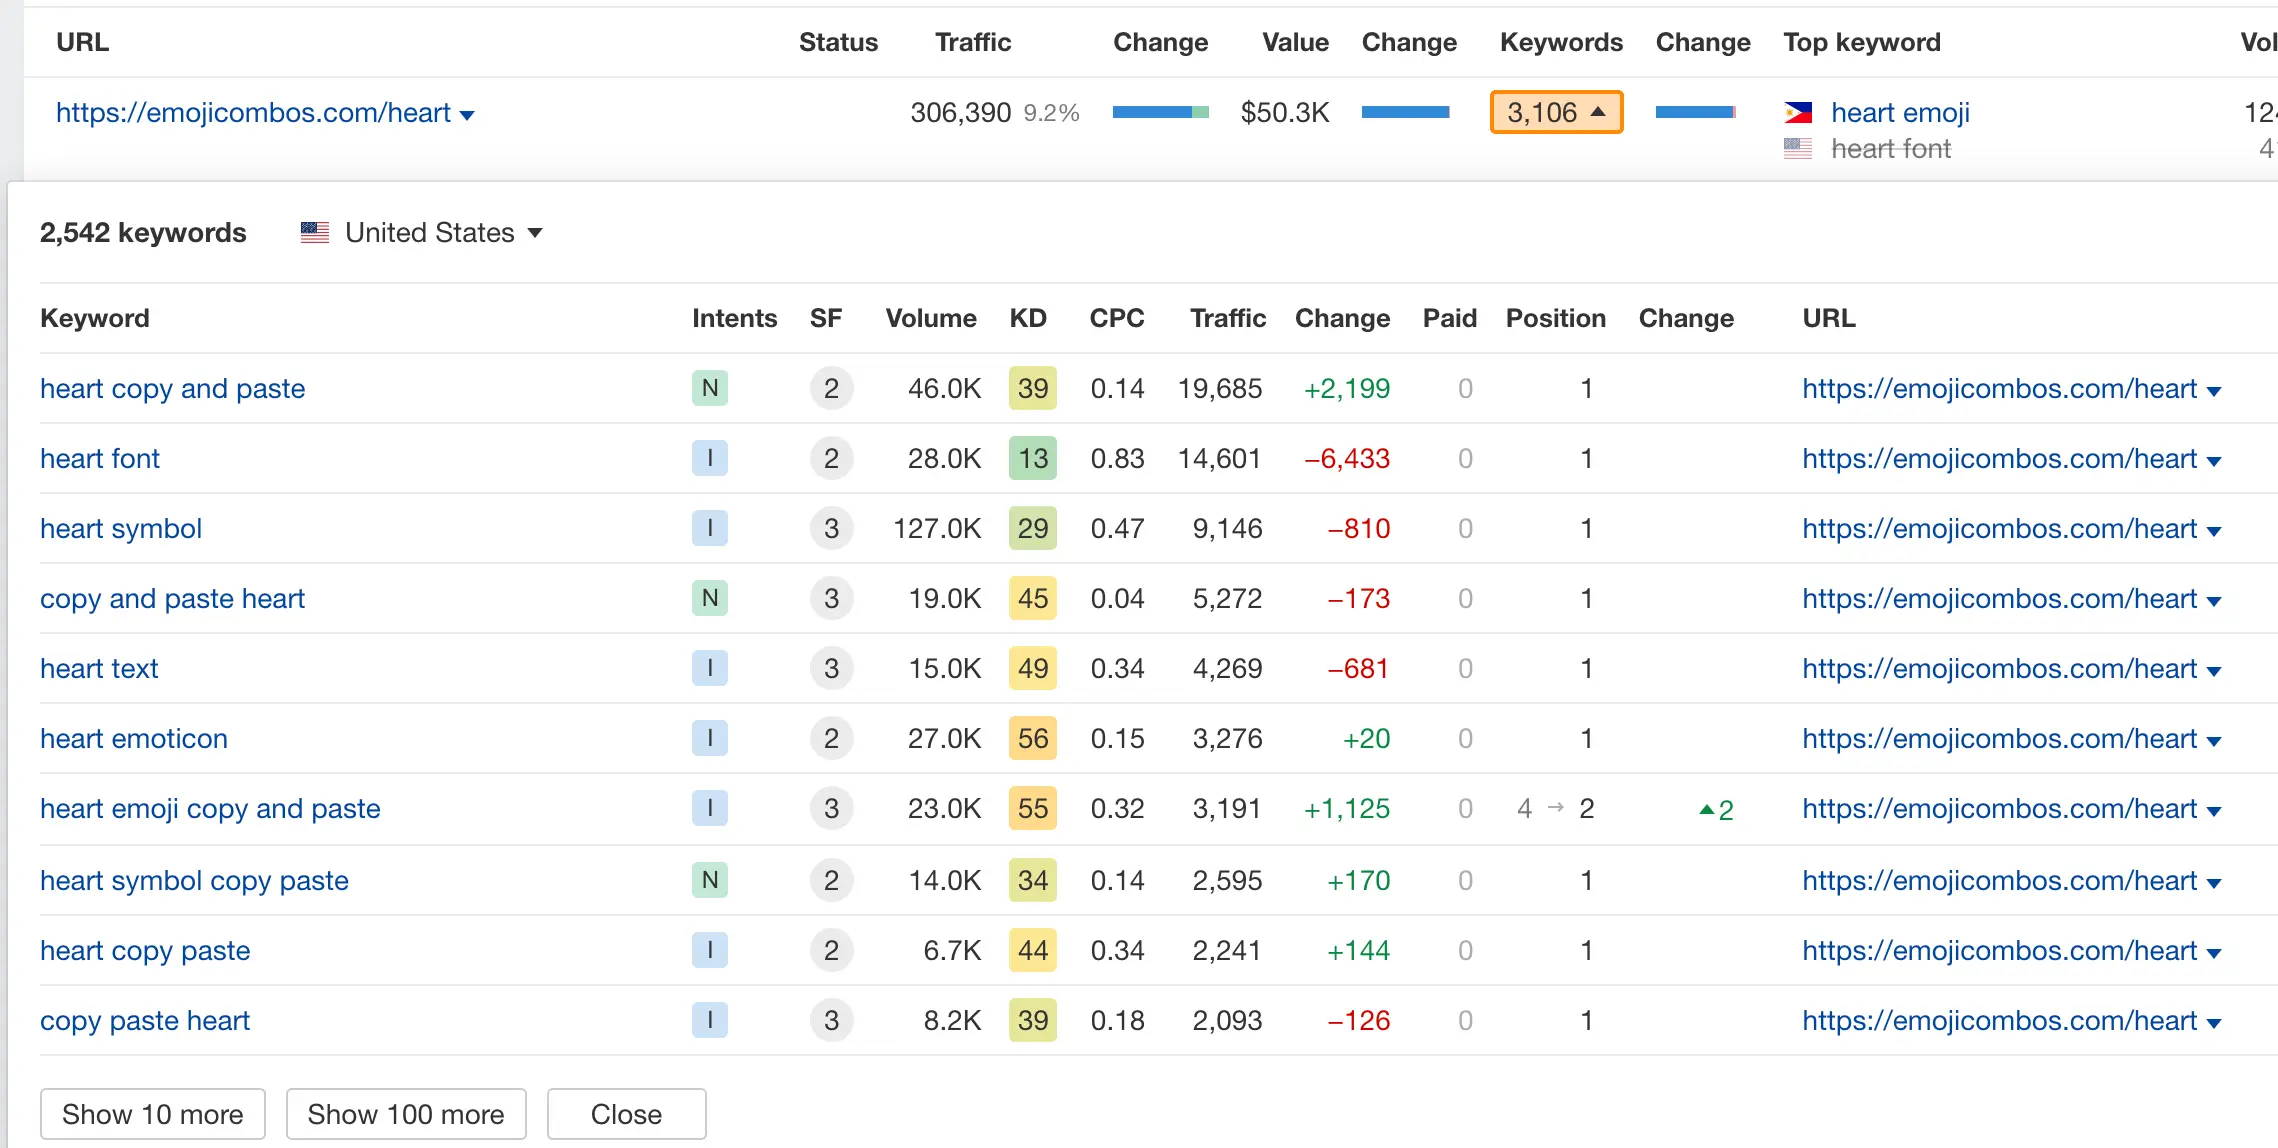 URL Status Traffic Change Value Change Keywords Change Top keyword Vol
https://emojicombos.com/heart 306,390 9.2% $50.3K 3,106 heart emoji 124
heart font 41
2,542 keywords United States
Keyword Intents SF Volume KD CPC Traffic Change Paid Position Change URL
heart copy and paste N 2 46.0K 39 0.14 19,685 +2,199 0 1 https://emojicombos.com/heart
heart font I 2 28.0K 13 0.83 14,601 −6,433 0 1 https://emojicombos.com/heart
heart symbol I 3 127.0K 29 0.47 9,146 −810 0 1 https://emojicombos.com/heart
copy and paste heart N 3 19.0K 45 0.04 5,272 −173 0 1 https://emojicombos.com/heart
heart text I 3 15.0K 49 0.34 4,269 −681 0 1 https://emojicombos.com/heart
heart emoticon I 2 27.0K 56 0.15 3,276 +20 0 1 https://emojicombos.com/heart
heart emoji copy and paste I 3 23.0K 55 0.32 3,191 +1,125 0 4 → 2 ▲2 https://emojicombos.com/heart
heart symbol copy paste N 2 14.0K 34 0.14 2,595 +170 0 1 https://emojicombos.com/heart
heart copy paste I 2 6.7K 44 0.34 2,241 +144 0 1 https://emojicombos.com/heart
copy paste heart I 3 8.2K 39 0.18 2,093 −126 0 1 https://emojicombos.com/heart
Show 10 more Show 100 more Close